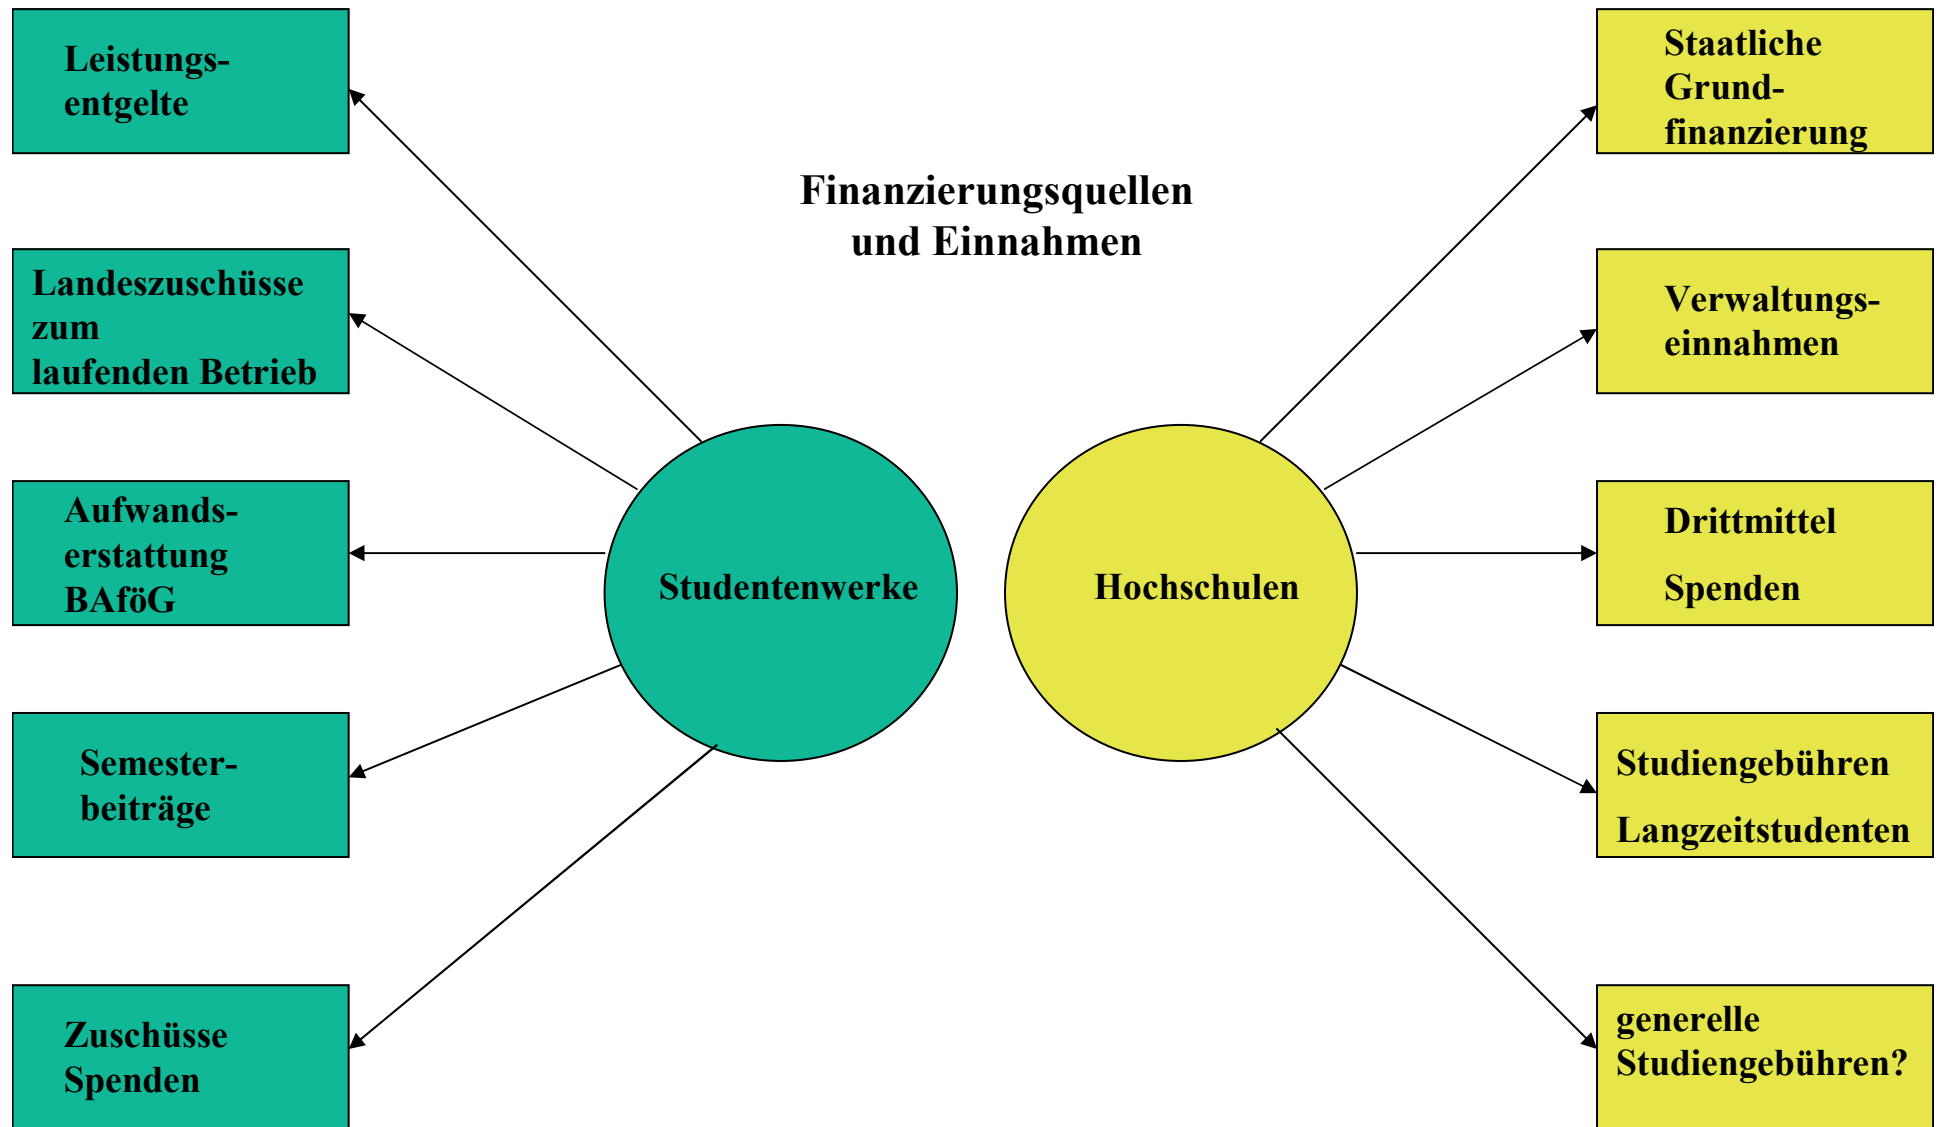 Leistungs-
entgelte
Landeszuschüsse
zum
laufenden Betrieb
Aufwands-
erstattung
BAföG
Semester-
beiträge
Zuschüsse
Spenden
Finanzierungsquellen
und Einnahmen
Studentenwerke
Hochschulen
Staatliche
Grund-
finanzierung
Verwaltungs-
einnahmen
Drittmittel
Spenden
Studiengebühren
Langzeitstudenten
generelle
Studiengebühren?